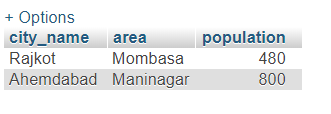 + Options
city_name area population
Rajkot Mombasa 480
Ahemdabad Maninagar 800